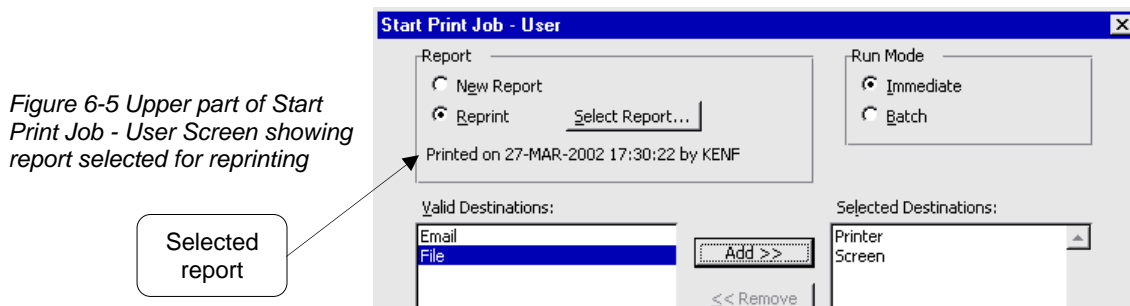 Start Print Job - User
Report
New Report
Reprint
Select Report...
Printed on 27-MAR-2002 17:30:22 by KENF
Run Mode
Immediate
Batch
Figure 6-5 Upper part of Start
Print Job - User Screen showing
report selected for reprinting
Selected
report
Valid Destinations:
Email
File
Add >>
<< Remove
Selected Destinations:
Printer
Screen